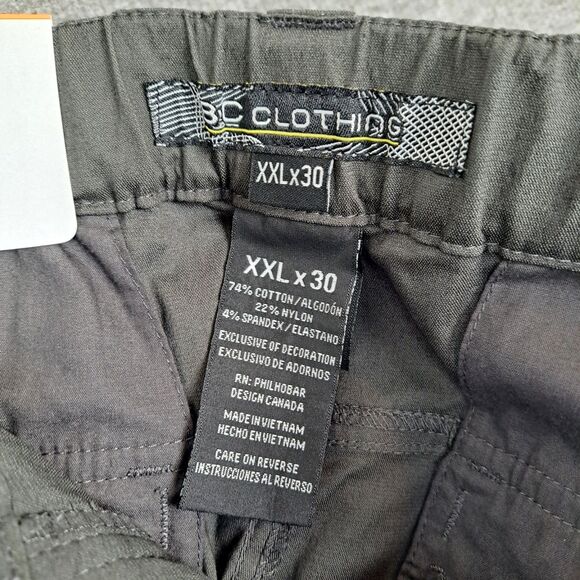 BC CLOTHING
XXLx30
XXL x 30
74% COTTON/ALGODÓN
22% NYLON
4% SPANDEX/ELASTANO
EXCLUSIVE OF DECORATION
EXCLUSIVO DE ADORNOS
RN: PHILHOBAR
DESIGN CANADA
MADE IN VIETNAM
HECHO EN VIETNAM
CARE ON REVERSE
INSTRUCCIONES AL REVERSO